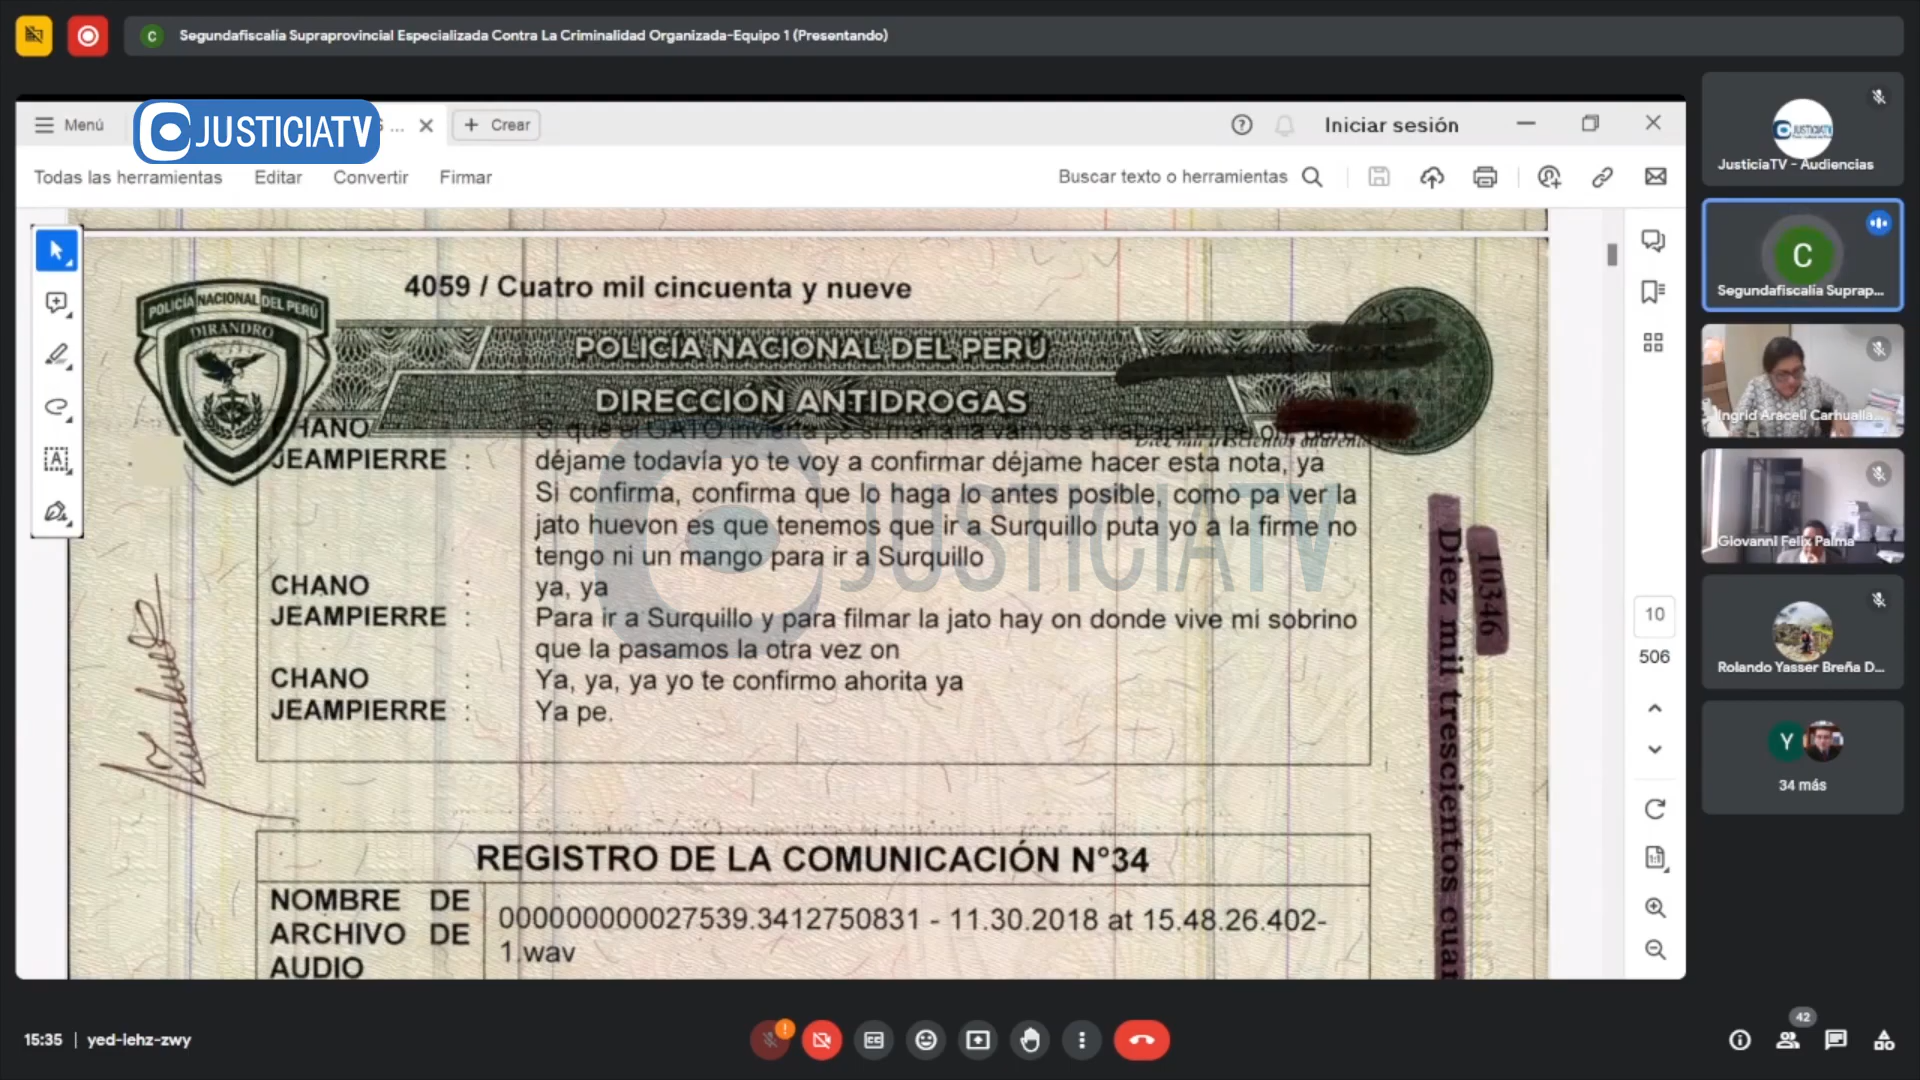 Segundafiscalía Supraprovincial Especializada Contra La Criminalidad Organizada-Equipo 1 (Presentando)
Menú
JUSTICIATV
...
Crear
Iniciar sesión
Todas las herramientas
Editar
Convertir
Firmar
Buscar texto o herramientas
4059 / Cuatro mil cincuenta y nueve
POLICÍA NACIONAL DEL PERÚ
DIRANDRO
POLICÍA NACIONAL DEL PERÚ
DIRECCIÓN ANTIDROGAS
CHANO
JEAMPIERRE : déjame todavía yo te voy a confirmar déjame hacer esta nota, ya
Si confirma, confirma que lo haga lo antes posible, como pa ver la
jato huevon es que tenemos que ir a Surquillo puta yo a la firme no
tengo ni un mango para ir a Surquillo
CHANO : ya, ya
JEAMPIERRE : Para ir a Surquillo y para filmar la jato hay on donde vive mi sobrino
que la pasamos la otra vez on
CHANO : Ya, ya, ya yo te confirmo ahorita ya
JEAMPIERRE : Ya pe.
JUSTICIATV
REGISTRO DE LA COMUNICACIÓN N°34
NOMBRE DE
ARCHIVO DE
AUDIO
000000000027539.3412750831 - 11.30.2018 at 15.48.26.402-
1.wav
10346
Diez mil trescientos
10
506
JusticiaTV - Audiencias
C
Segundafiscalía Suprap...
Ingrid Araceli Carhualla...
Giovanni Felix Palma
Rolando Yasser Breña D...
Y
34 más
15:35 | yed-iehz-zwy
42